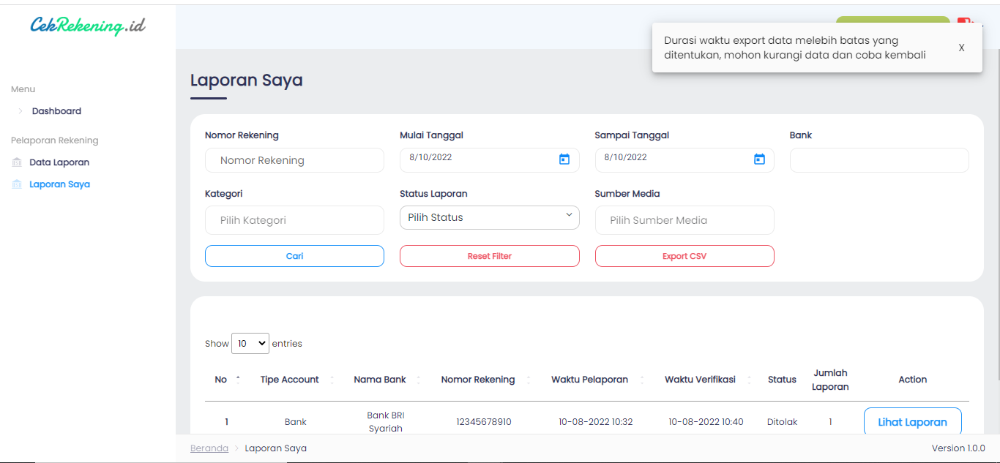 CekRekening.id
Durasi waktu export data melebih batas yang
ditentukan, mohon kurangi data dan coba kembali
X
Menu
Dashboard
Pelaporan Rekening
Data Laporan
Laporan Saya
Laporan Saya
Nomor Rekening Mulai Tanggal Sampai Tanggal Bank
Nomor Rekening 8/10/2022 8/10/2022
Kategori Status Laporan Sumber Media
Pilih Kategori Pilih Status Pilih Sumber Media
Cari Reset Filter Export CSV
Show 10 entries
No Tipe Account Nama Bank Nomor Rekening Waktu Pelaporan Waktu Verifikasi Status Jumlah Laporan Action
1 Bank Bank BRI Syariah 12345678910 10-08-2022 10:32 10-08-2022 10:40 Ditolak 1 Lihat Laporan
Beranda > Laporan Saya
Version 1.0.0